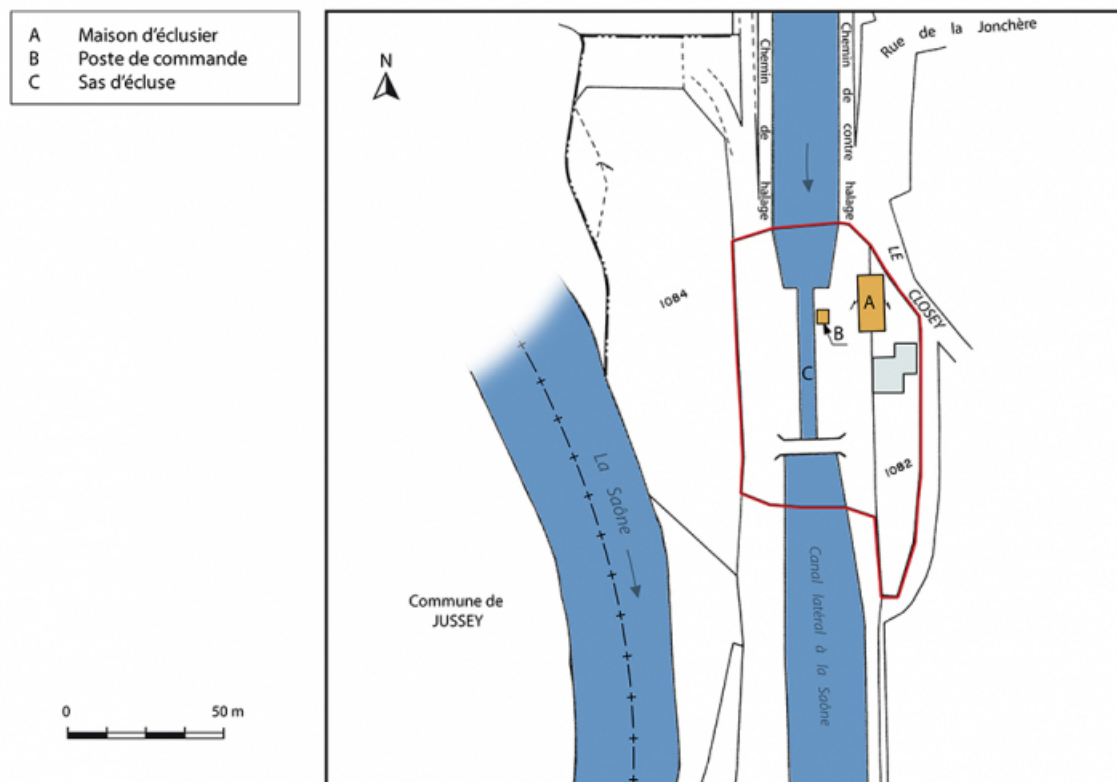 A Maison d'éclusier
B Poste de commande
C Sas d'écluse
N
Rue de la Jonchère
Chemin de halage
Chemin de contre halage
1084
LE CLOSEY
A
B
C
La Saône
1082
Commune de
JUSSEY
Canal latéral à la Saône
0 50 m